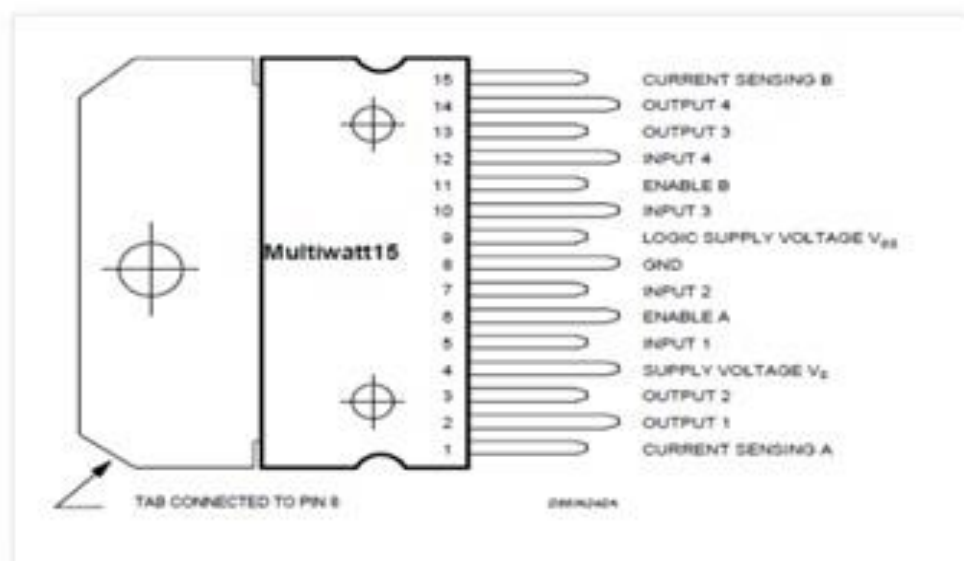 15 CURRENT SENSING B
14 OUTPUT 4
13 OUTPUT 3
12 INPUT 4
11 ENABLE B
10 INPUT 3
9 LOGIC SUPPLY VOLTAGE VSS
8 GND
7 INPUT 2
6 ENABLE A
5 INPUT 1
4 SUPPLY VOLTAGE VS
3 OUTPUT 2
2 OUTPUT 1
1 CURRENT SENSING A
Multiwatt15
TAB CONNECTED TO PIN 8